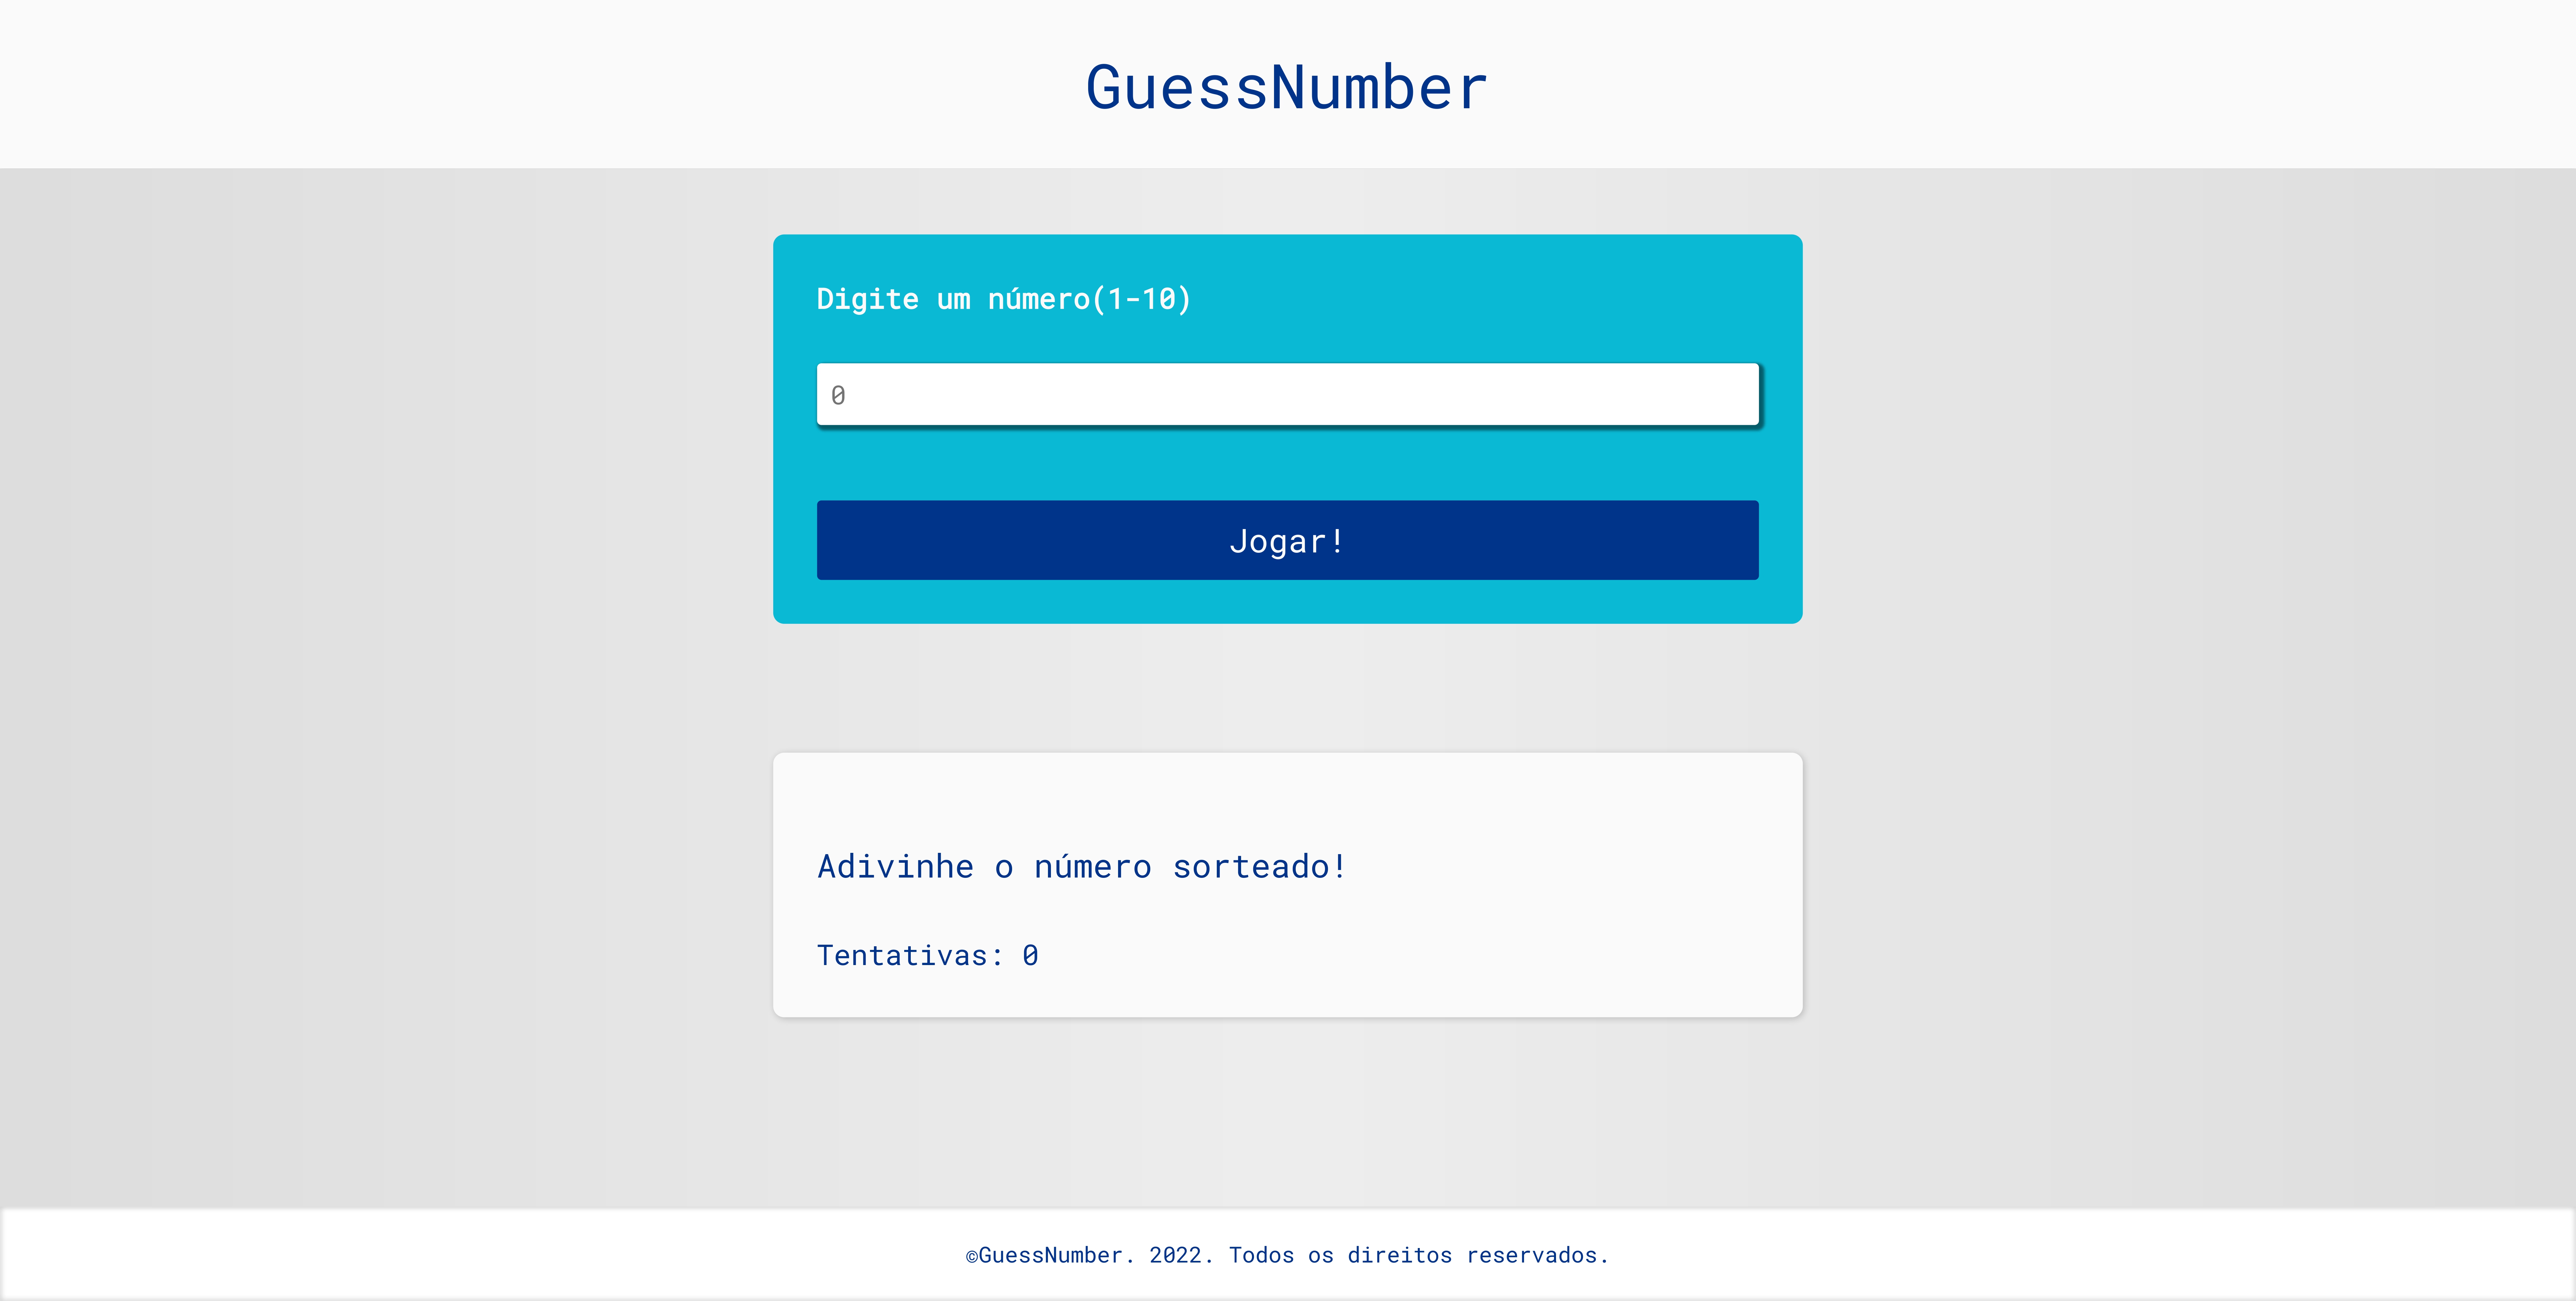 GuessNumber
Digite um número(1-10)
0
Jogar!
Adivinhe o número sorteado!
Tentativas: 0
©GuessNumber. 2022. Todos os direitos reservados.